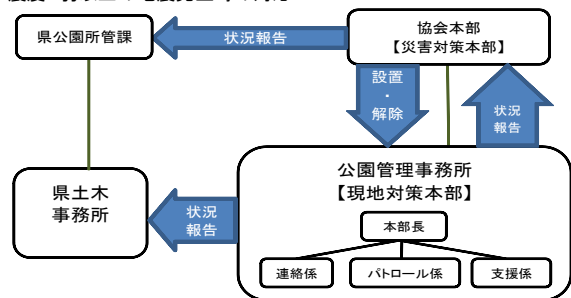 県公園所管課
状況報告
協会本部
【災害対策本部】
設置
・
解除
状況
報告
公園管理事務所
【現地対策本部】
県土木
事務所
状況
報告
本部長
連絡係
パトロール係
支援係